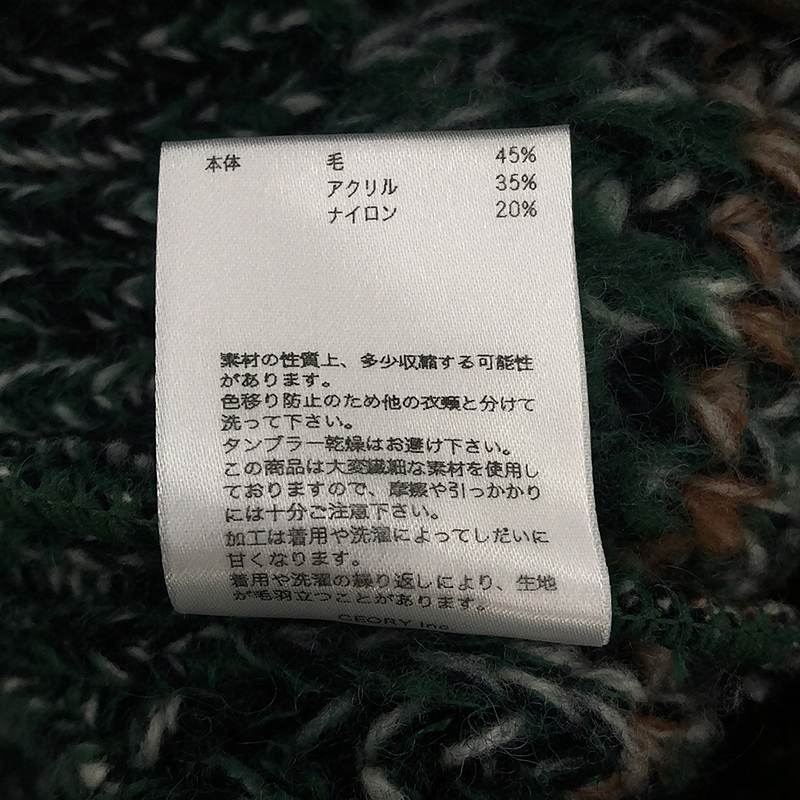 本体 毛 45%
アクリル 35%
ナイロン 20%
素材の性質上、多少収縮する可能性
があります。
色移り防止のため他の衣類と分けて
洗って下さい。
タンブラー乾燥はお避け下さい。
この商品は大変繊細な素材を使用し
ておりますので、摩擦や引っかかり
には十分ご注意下さい。
加工は着用や洗濯によってしだいに
甘くなります。
着用や洗濯の繰り返しにより、生地
が毛羽立つことがあります。
CEORY Inc